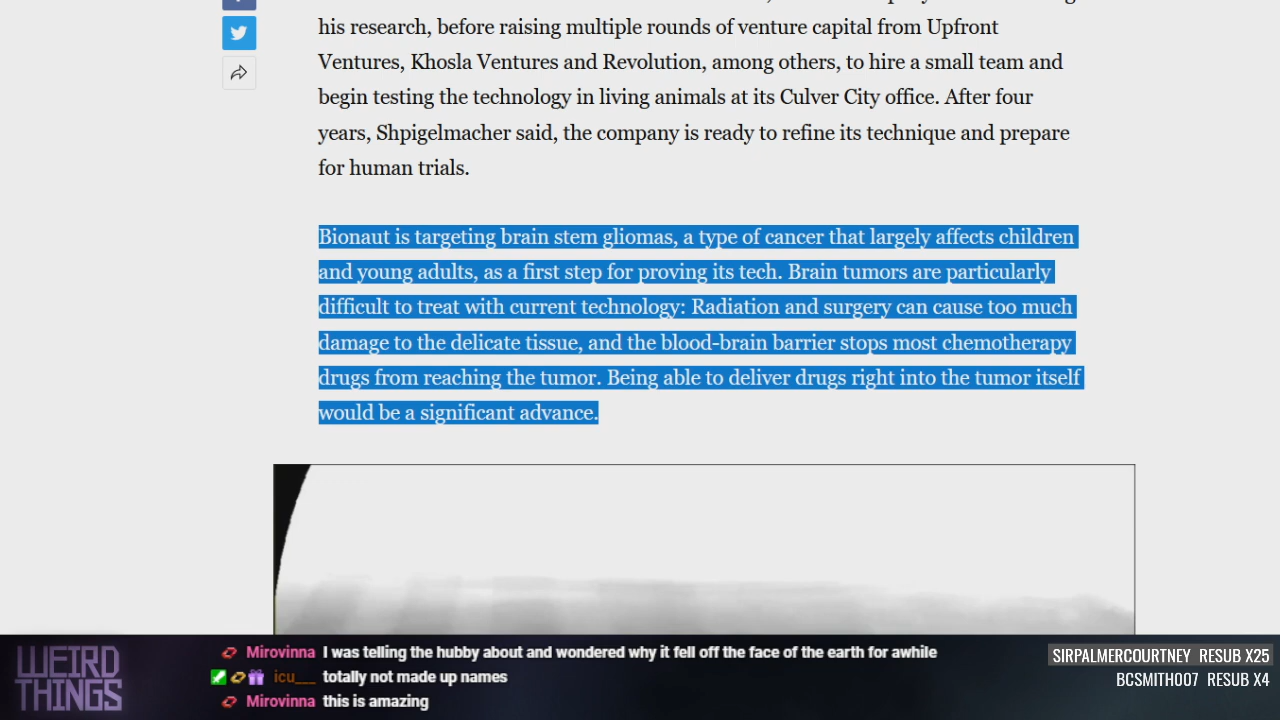 his research, before raising multiple rounds of venture capital from Upfront
Ventures, Khosla Ventures and Revolution, among others, to hire a small team and
begin testing the technology in living animals at its Culver City office. After four
years, Shpigelmacher said, the company is ready to refine its technique and prepare
for human trials.
Bionaut is targeting brain stem gliomas, a type of cancer that largely affects children
and young adults, as a first step for proving its tech. Brain tumors are particularly
difficult to treat with current technology: Radiation and surgery can cause too much
damage to the delicate tissue, and the blood-brain barrier stops most chemotherapy
drugs from reaching the tumor. Being able to deliver drugs right into the tumor itself
would be a significant advance.
WEIRD
THINGS
Mirovinna I was telling the hubby about and wondered why it fell off the face of the earth for awhile
icu___ totally not made up names
Mirovinna this is amazing
SIRPALMERCOURTNEY RESUB X25
BCSMITH007 RESUB X4